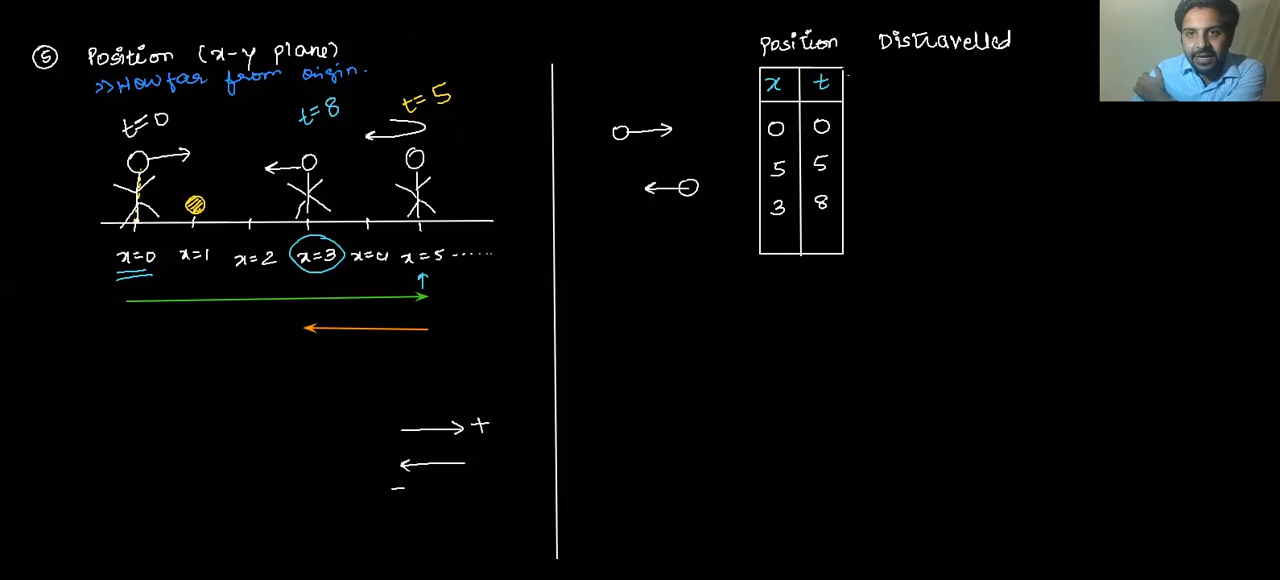 ⑤ Position (x-y plane)
>>How far from origin.
t=0
t=8
t=5
x=0 x=1 x=2 x=3 x=4 x=5 ......
+
-
Position Distravelled
x t
0 0
5 5
3 8